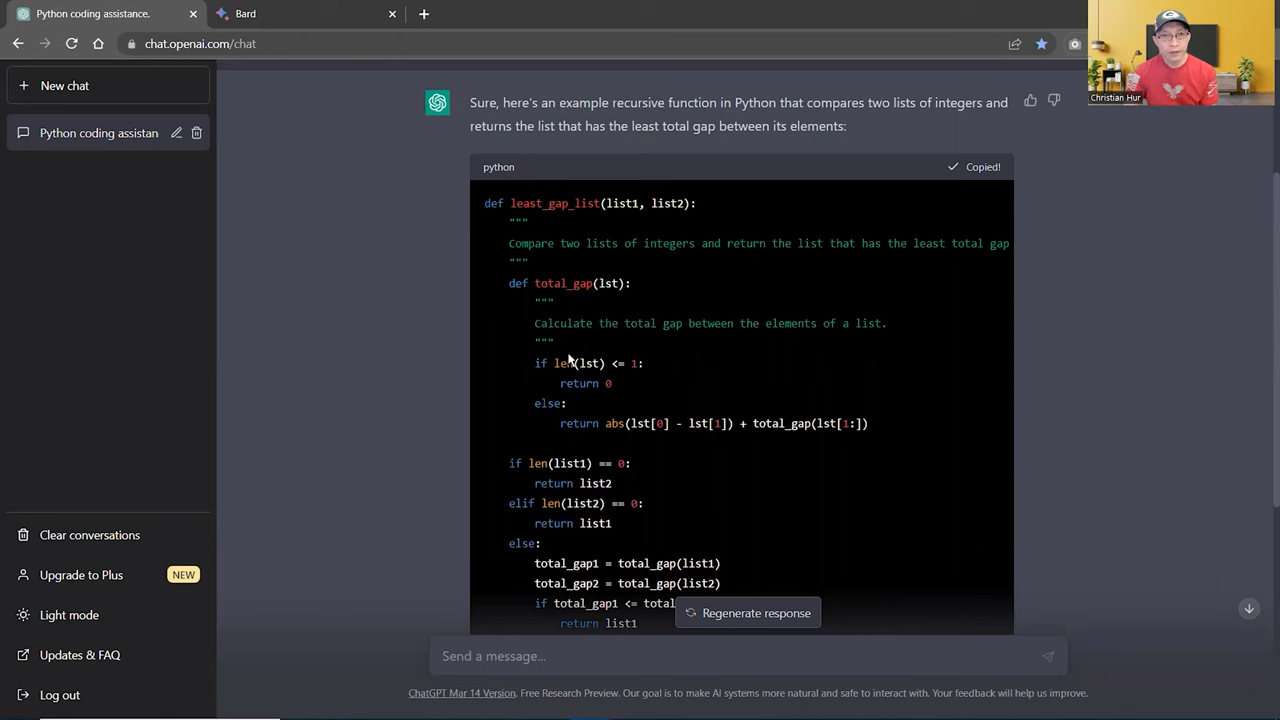 Python coding assistance.
Bard
chat.openai.com/chat
Christian Hur
New chat
Python coding assistan
Sure, here's an example recursive function in Python that compares two lists of integers and
returns the list that has the least total gap between its elements:
python
Copied!
def least_gap_list(list1, list2):
"""
Compare two lists of integers and return the list that has the least total gap
"""
def total_gap(lst):
"""
Calculate the total gap between the elements of a list.
"""
if len(lst) <= 1:
return 0
else:
return abs(lst[0] - lst[1]) + total_gap(lst[1:])
if len(list1) == 0:
return list2
elif len(list2) == 0:
return list1
else:
total_gap1 = total_gap(list1)
total_gap2 = total_gap(list2)
if total_gap1 <= total
return list1
Regenerate response
Clear conversations
Upgrade to Plus NEW
Light mode
Updates & FAQ
Log out
Send a message...
ChatGPT Mar 14 Version. Free Research Preview. Our goal is to make AI systems more natural and safe to interact with. Your feedback will help us improve.